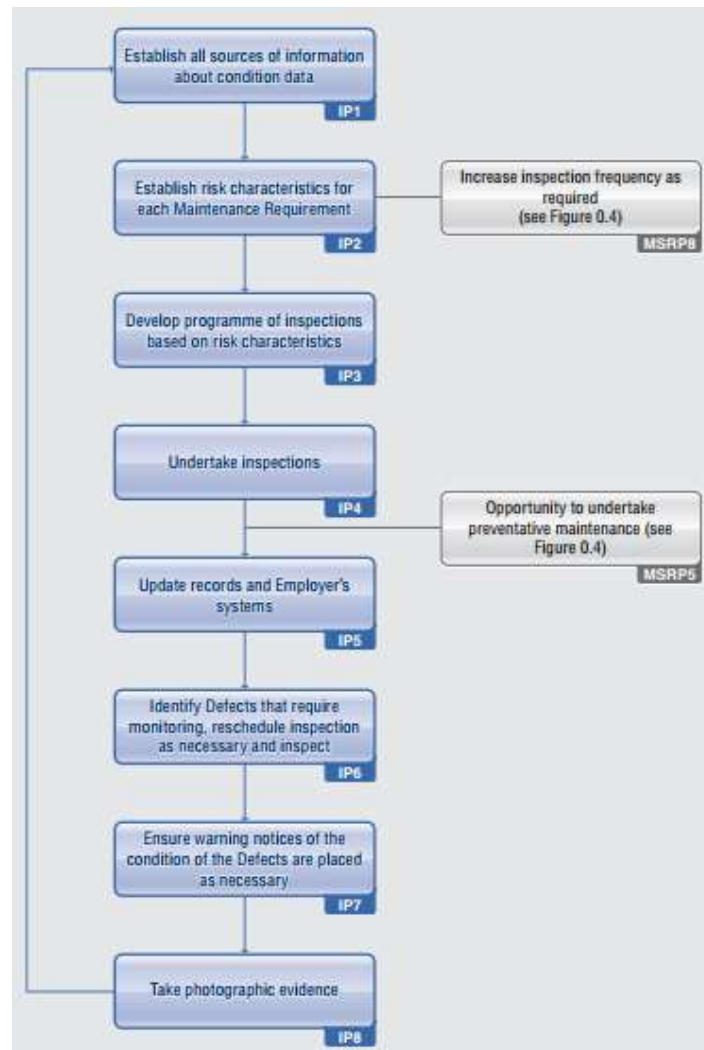 Establish all sources of information
about condition data
IP1
Establish risk characteristics for
each Maintenance Requirement
IP2
Increase inspection frequency as
required
(see Figure 0.4)
MSRP8
Develop programme of inspections
based on risk characteristics
IP3
Undertake inspections
IP4
Opportunity to undertake
preventative maintenance (see
Figure 0.4)
MSRP5
Update records and Employer's
systems
IP5
Identify Defects that require
monitoring, reschedule inspection
as necessary and inspect
IP6
Ensure warning notices of the
condition of the Defects are placed
as necessary
IP7
Take photographic evidence
IP8